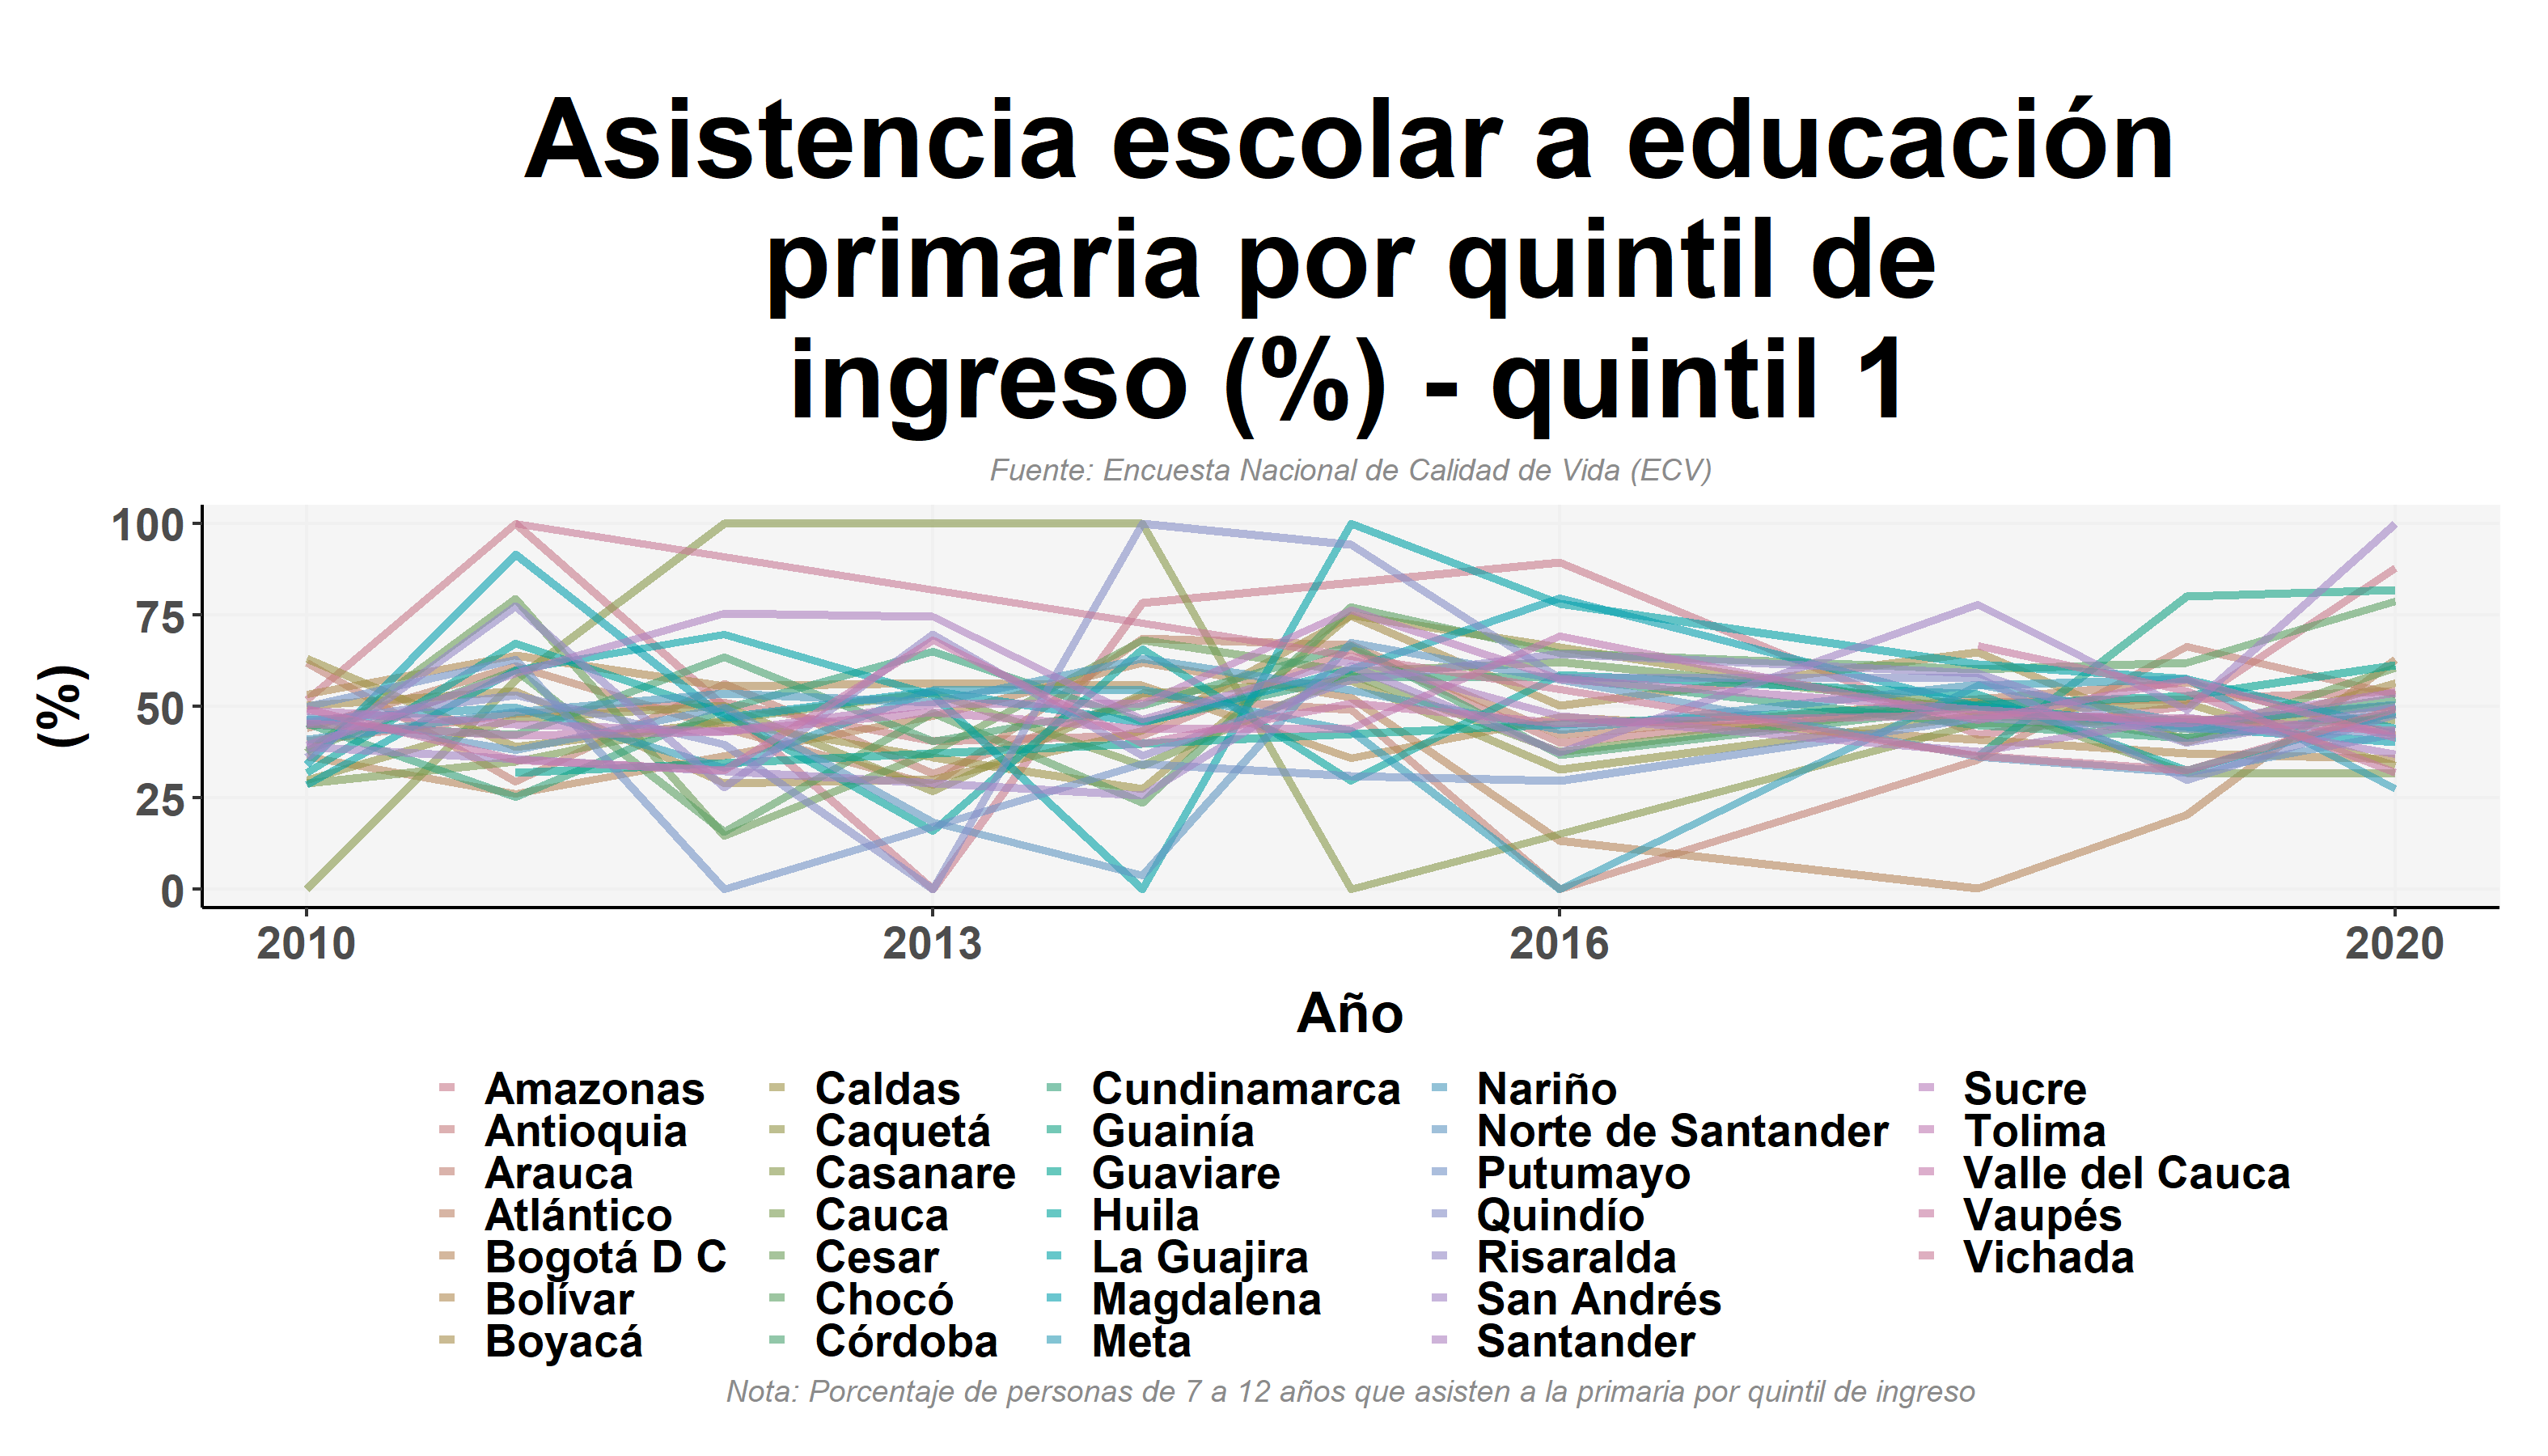 Asistencia escolar a educación
primaria por quintil de
ingreso (%) - quintil 1
Fuente: Encuesta Nacional de Calidad de Vida (ECV)
100
75
50
25
0
(%)
2010 2013 2016 2020
Año
Amazonas Caldas Cundinamarca Nariño Sucre
Antioquia Caquetá Guainía Norte de Santander Tolima
Arauca Casanare Guaviare Putumayo Valle del Cauca
Atlántico Cauca Huila Quindío Vaupés
Bogotá D C Cesar La Guajira Risaralda Vichada
Bolívar Chocó Magdalena San Andrés
Boyacá Córdoba Meta Santander
Nota: Porcentaje de personas de 7 a 12 años que asisten a la primaria por quintil de ingreso